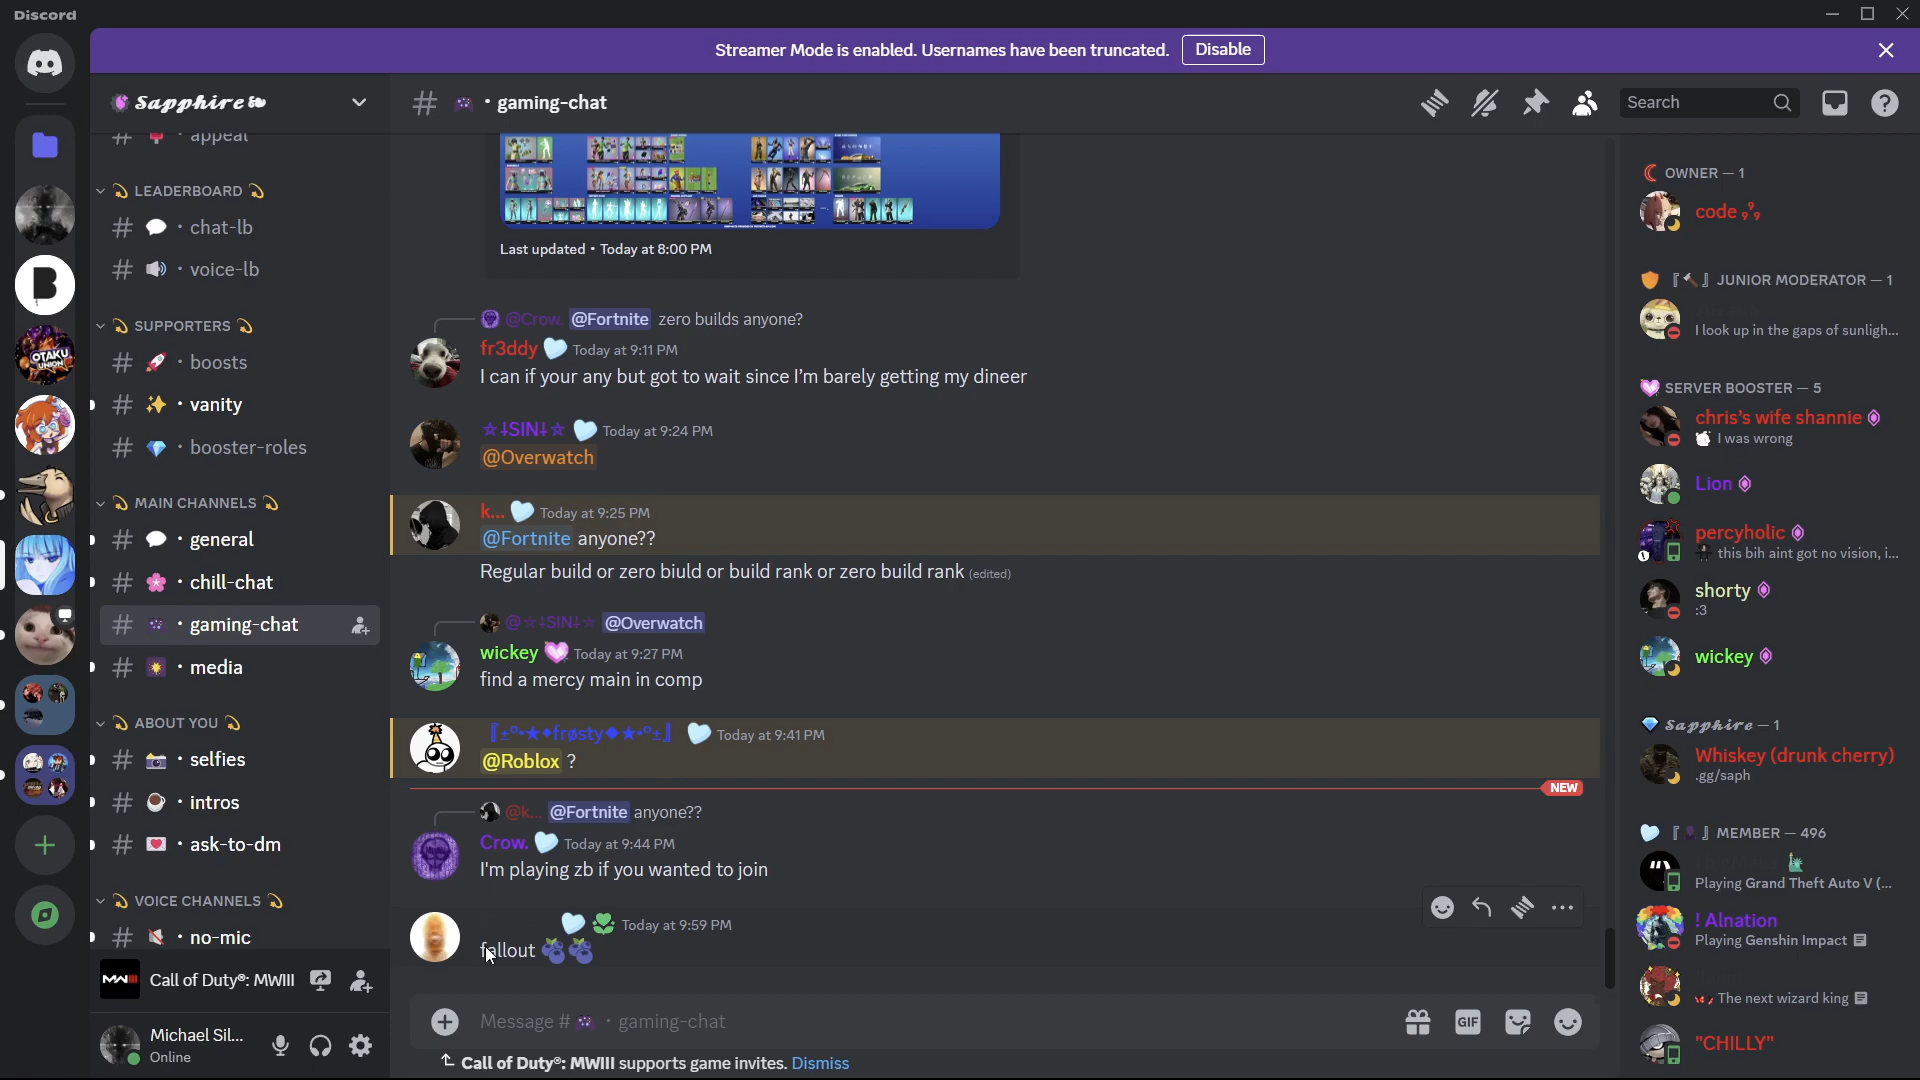 Discord
Streamer Mode is enabled. Usernames have been truncated. Disable
Sapphire
# • gaming-chat
Search
# • appeal
LEADERBOARD
# • chat-lb
# • voice-lb
SUPPORTERS
# • boosts
# • vanity
# • booster-roles
MAIN CHANNELS
# • general
# • chill-chat
# • gaming-chat
# • media
ABOUT YOU
# • selfies
# • intros
# • ask-to-dm
VOICE CHANNELS
# • no-mic
B
OTAKU UNION
MWIII
Call of Duty®: MWIII
Michael Sil...
Online
Last updated • Today at 8:00 PM
@Crow. @Fortnite zero builds anyone?
fr3ddy Today at 9:11 PM
I can if your any but got to wait since I'm barely getting my dineer
☆⸸SIN⸸☆ Today at 9:24 PM
@Overwatch
k... Today at 9:25 PM
@Fortnite anyone??
Regular build or zero biuld or build rank or zero build rank (edited)
@☆⸸SIN⸸☆ @Overwatch
wickey Today at 9:27 PM
find a mercy main in comp
『±º•★◆frøsty◆★•º±』 Today at 9:41 PM
@Roblox ?
NEW
@k... @Fortnite anyone??
Crow. Today at 9:44 PM
I'm playing zb if you wanted to join
Today at 9:59 PM
fallout 🫐🫐
Message # • gaming-chat
GIF
Call of Duty®: MWIII supports game invites. Dismiss
OWNER — 1
code
『🔨』 JUNIOR MODERATOR — 1
I look up in the gaps of sunligh...
SERVER BOOSTER — 5
chris's wife shannie
I was wrong
Lion
percyholic
this bih aint got no vision, i...
shorty
:3
wickey
Sapphire — 1
Whiskey (drunk cherry)
.gg/saph
『🖤』 MEMBER — 496
Playing Grand Theft Auto V (...
! Alnation
Playing Genshin Impact
The next wizard king
"CHILLY"